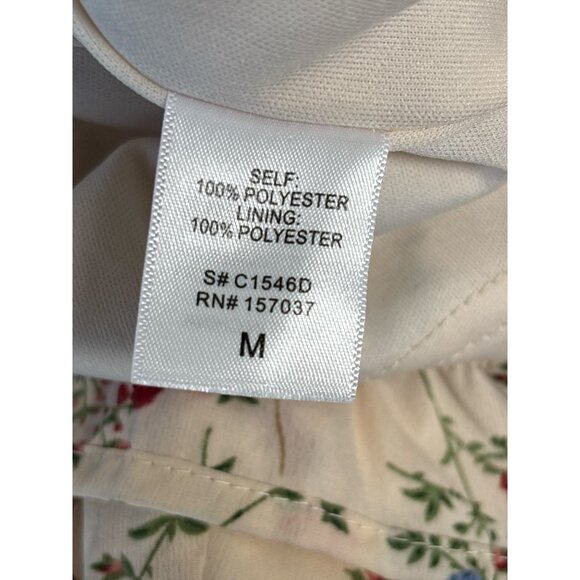 SELF:
100% POLYESTER
LINING:
100% POLYESTER
S# C1546D
RN# 157037
M